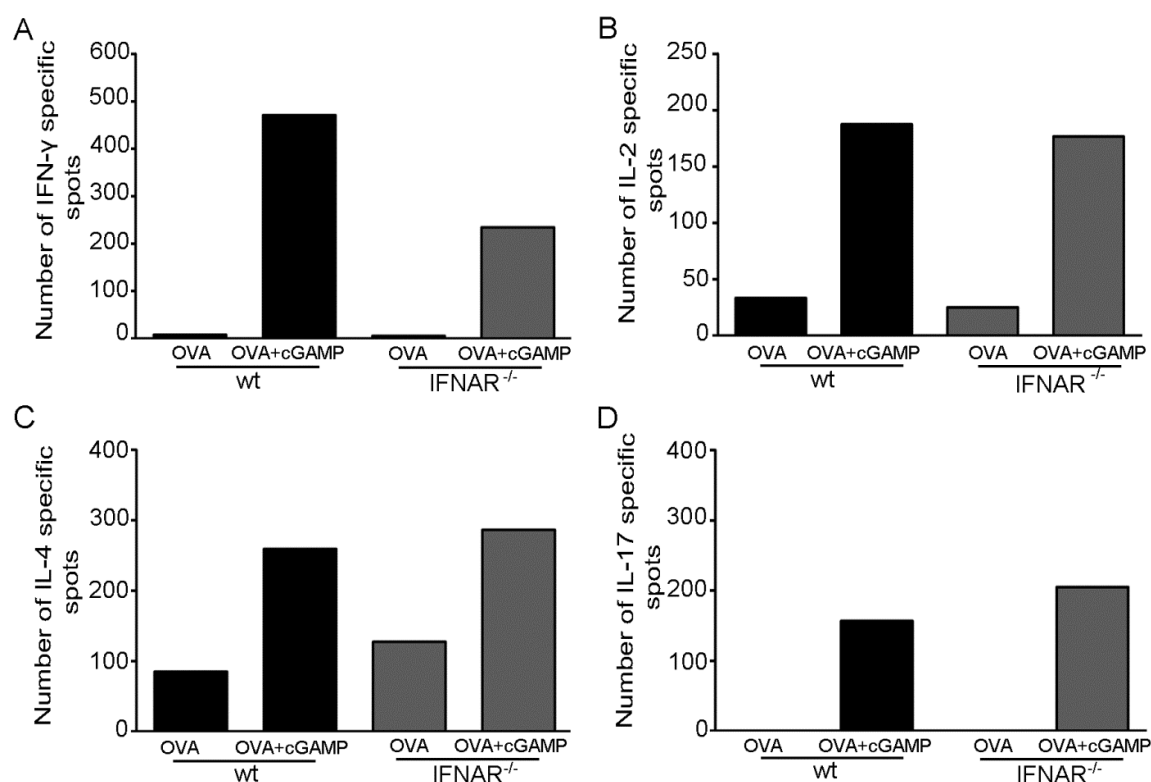 A
Number of IFN-γ specific
spots
600
500
400
300
200
100
0
OVA OVA+cGAMP OVA OVA+cGAMP
wt IFNAR-/-
B
Number of IL-2 specific
spots
250
200
150
100
50
0
OVA OVA+cGAMP OVA OVA+cGAMP
wt IFNAR-/-
C
Number of IL-4 specific
spots
400
300
200
100
0
OVA OVA+cGAMP OVA OVA+cGAMP
wt IFNAR-/-
D
Number of IL-17 specific
spots
400
300
200
100
0
OVA OVA+cGAMP OVA OVA+cGAMP
wt IFNAR-/-